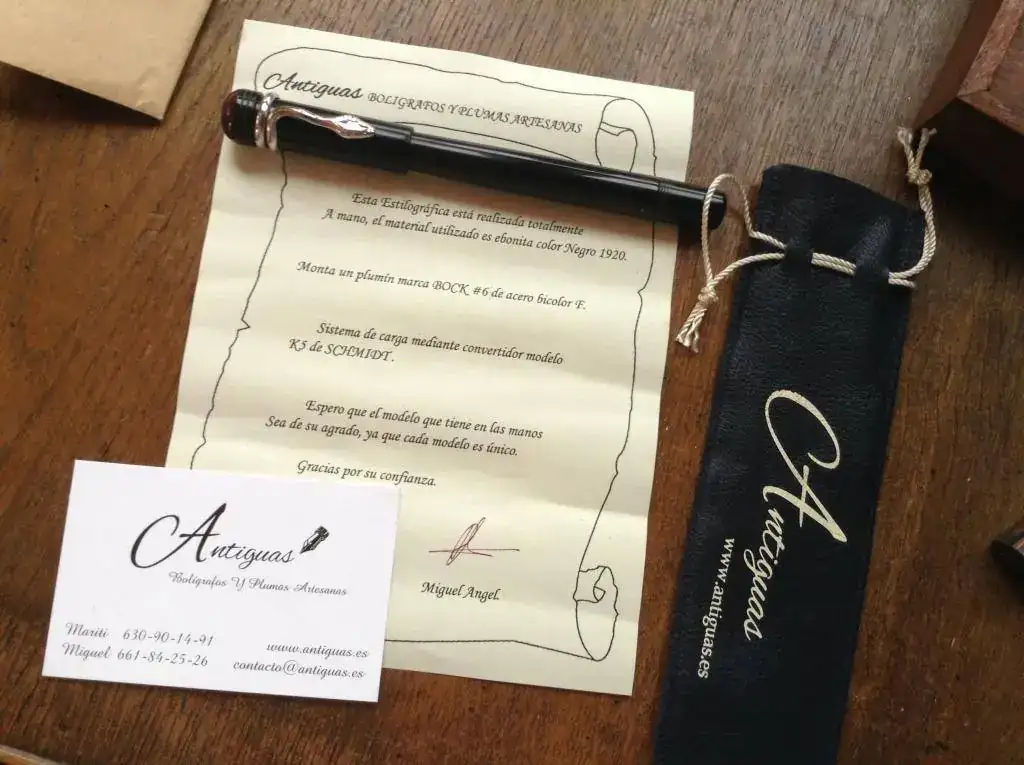 Antiguas BOLIGRAFOS Y PLUMAS ARTESANAS
Esta Estilográfica está realizada totalmente
A mano, el material utilizado es ebonita color Negro 1920.
Monta un plumín marca BOCK #6 de acero bicolor F.
Sistema de carga mediante convertidor modelo
K5 de SCHMIDT.
Espero que el modelo que tiene en las manos
Sea de su agrado, ya que cada modelo es único.
Gracias por su confianza.
Miguel Angel.
Antiguas
Bolígrafos Y Plumas Artesanas
Mariti 630-90-14-91
Miguel 661-84-25-26
www.antiguas.es
contacto@antiguas.es
Antiguas
www.antiguas.es